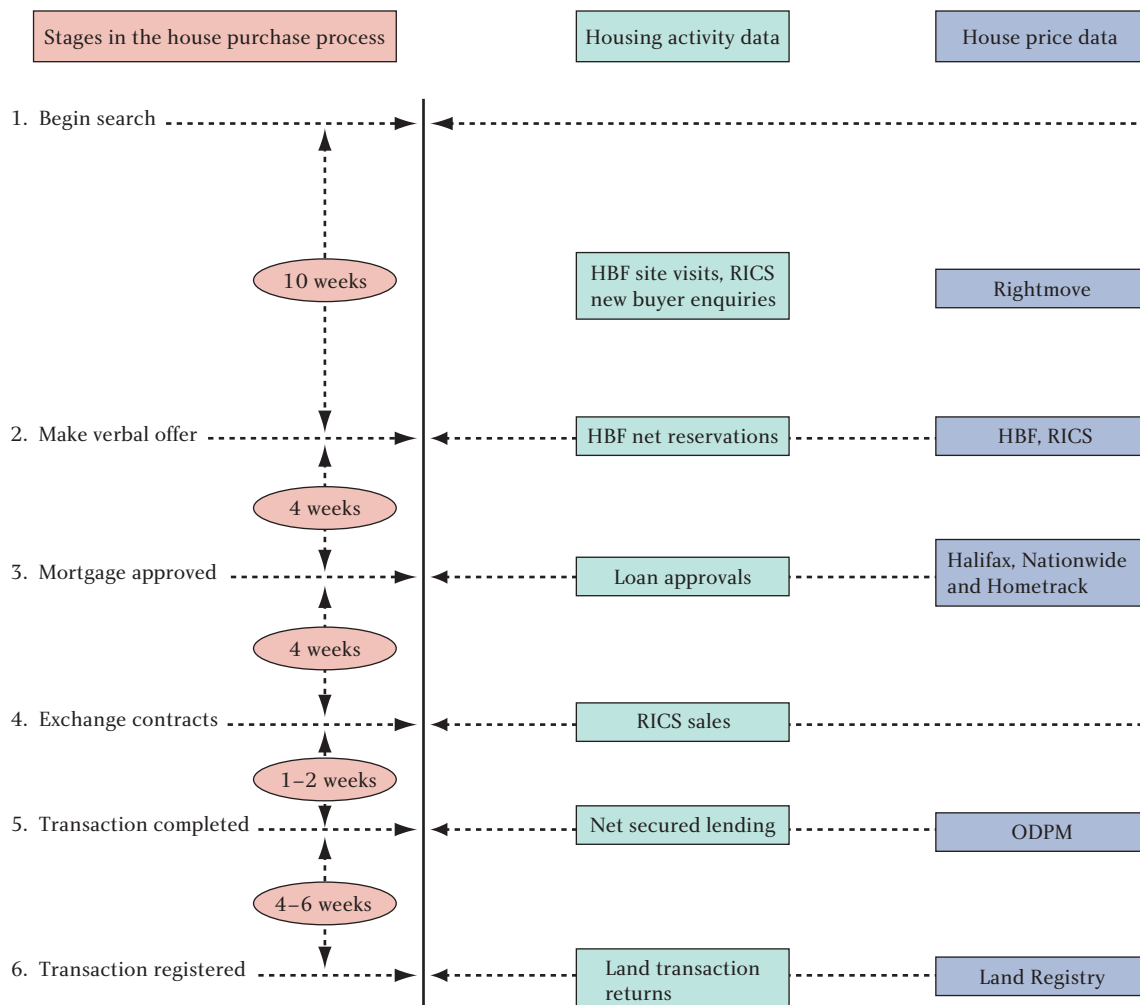 Stages in the house purchase process
Housing activity data
House price data
1. Begin search
10 weeks
HBF site visits, RICS
new buyer enquiries
Rightmove
2. Make verbal offer
HBF net reservations
HBF, RICS
4 weeks
3. Mortgage approved
Loan approvals
Halifax, Nationwide
and Hometrack
4 weeks
4. Exchange contracts
RICS sales
1–2 weeks
5. Transaction completed
Net secured lending
ODPM
4–6 weeks
6. Transaction registered
Land transaction
returns
Land Registry